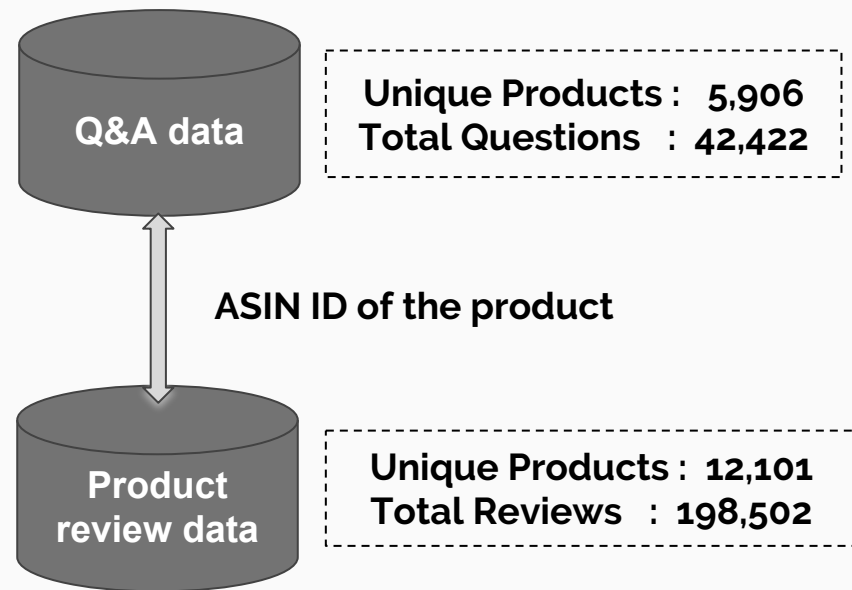 Q&A data
Unique Products : 5,906
Total Questions : 42,422
ASIN ID of the product
Product
review data
Unique Products : 12,101
Total Reviews : 198,502